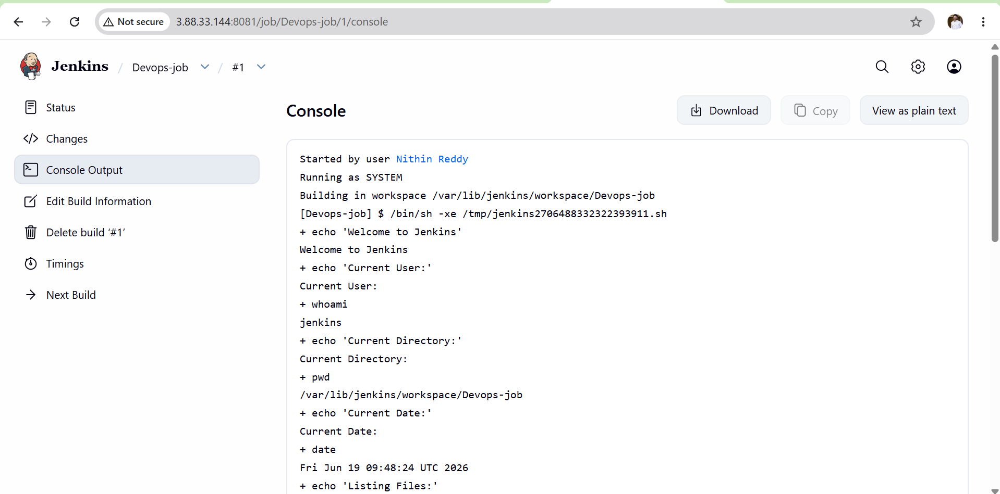 Not secure 3.88.33.144:8081/job/Devops-job/1/console
Jenkins / Devops-job / #1
Status
Changes
Console Output
Edit Build Information
Delete build ‘#1’
Timings
Next Build
Console
Download
Copy
View as plain text
Started by user Nithin Reddy
Running as SYSTEM
Building in workspace /var/lib/jenkins/workspace/Devops-job
[Devops-job] $ /bin/sh -xe /tmp/jenkins2706488332322393911.sh
+ echo 'Welcome to Jenkins'
Welcome to Jenkins
+ echo 'Current User:'
Current User:
+ whoami
jenkins
+ echo 'Current Directory:'
Current Directory:
+ pwd
/var/lib/jenkins/workspace/Devops-job
+ echo 'Current Date:'
Current Date:
+ date
Fri Jun 19 09:48:24 UTC 2026
+ echo 'Listing Files:'